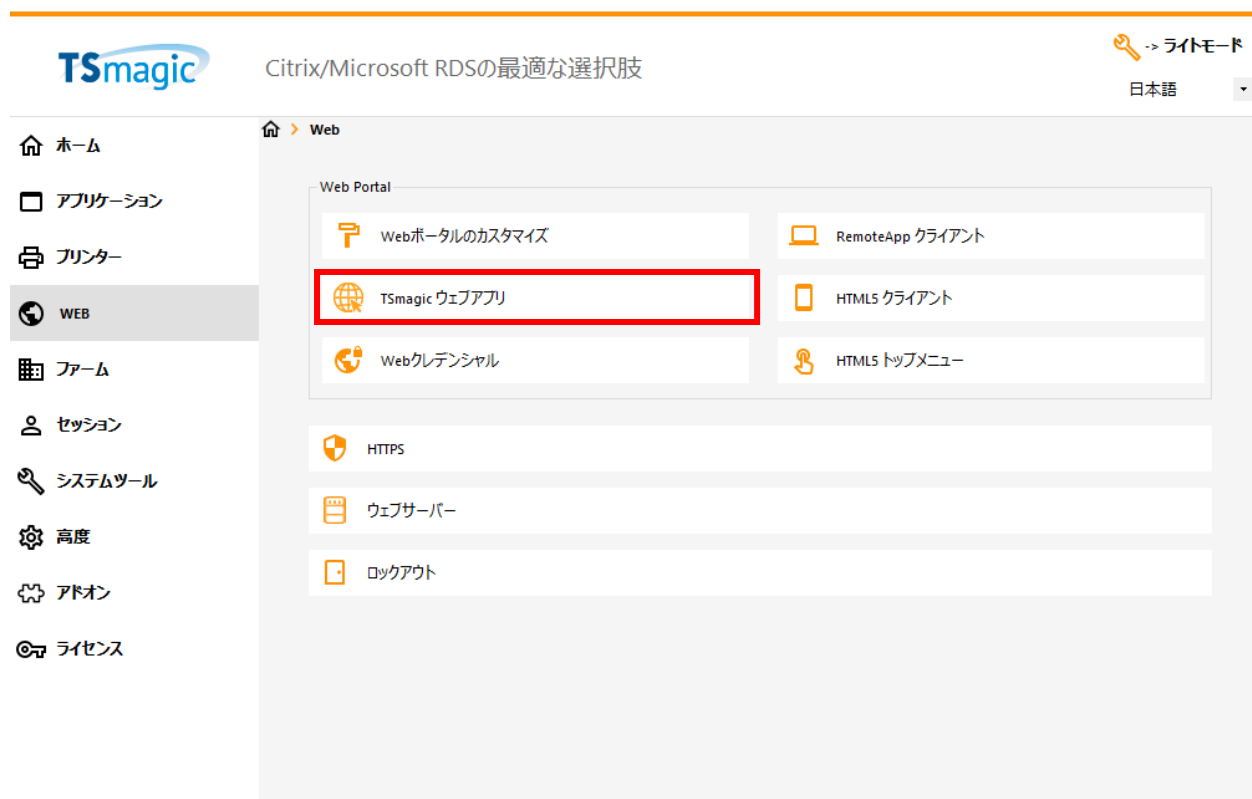 TSmagic
Citrix/Microsoft RDSの最適な選択肢
-> ライトモード
日本語
ホーム
アプリケーション
プリンター
WEB
ファーム
セッション
システムツール
高度
アドオン
ライセンス
Web
Web Portal
Webポータルのカスタマイズ
RemoteApp クライアント
TSmagic ウェブアプリ
HTML5 クライアント
Webクレデンシャル
HTML5 トップメニュー
HTTPS
ウェブサーバー
ロックアウト